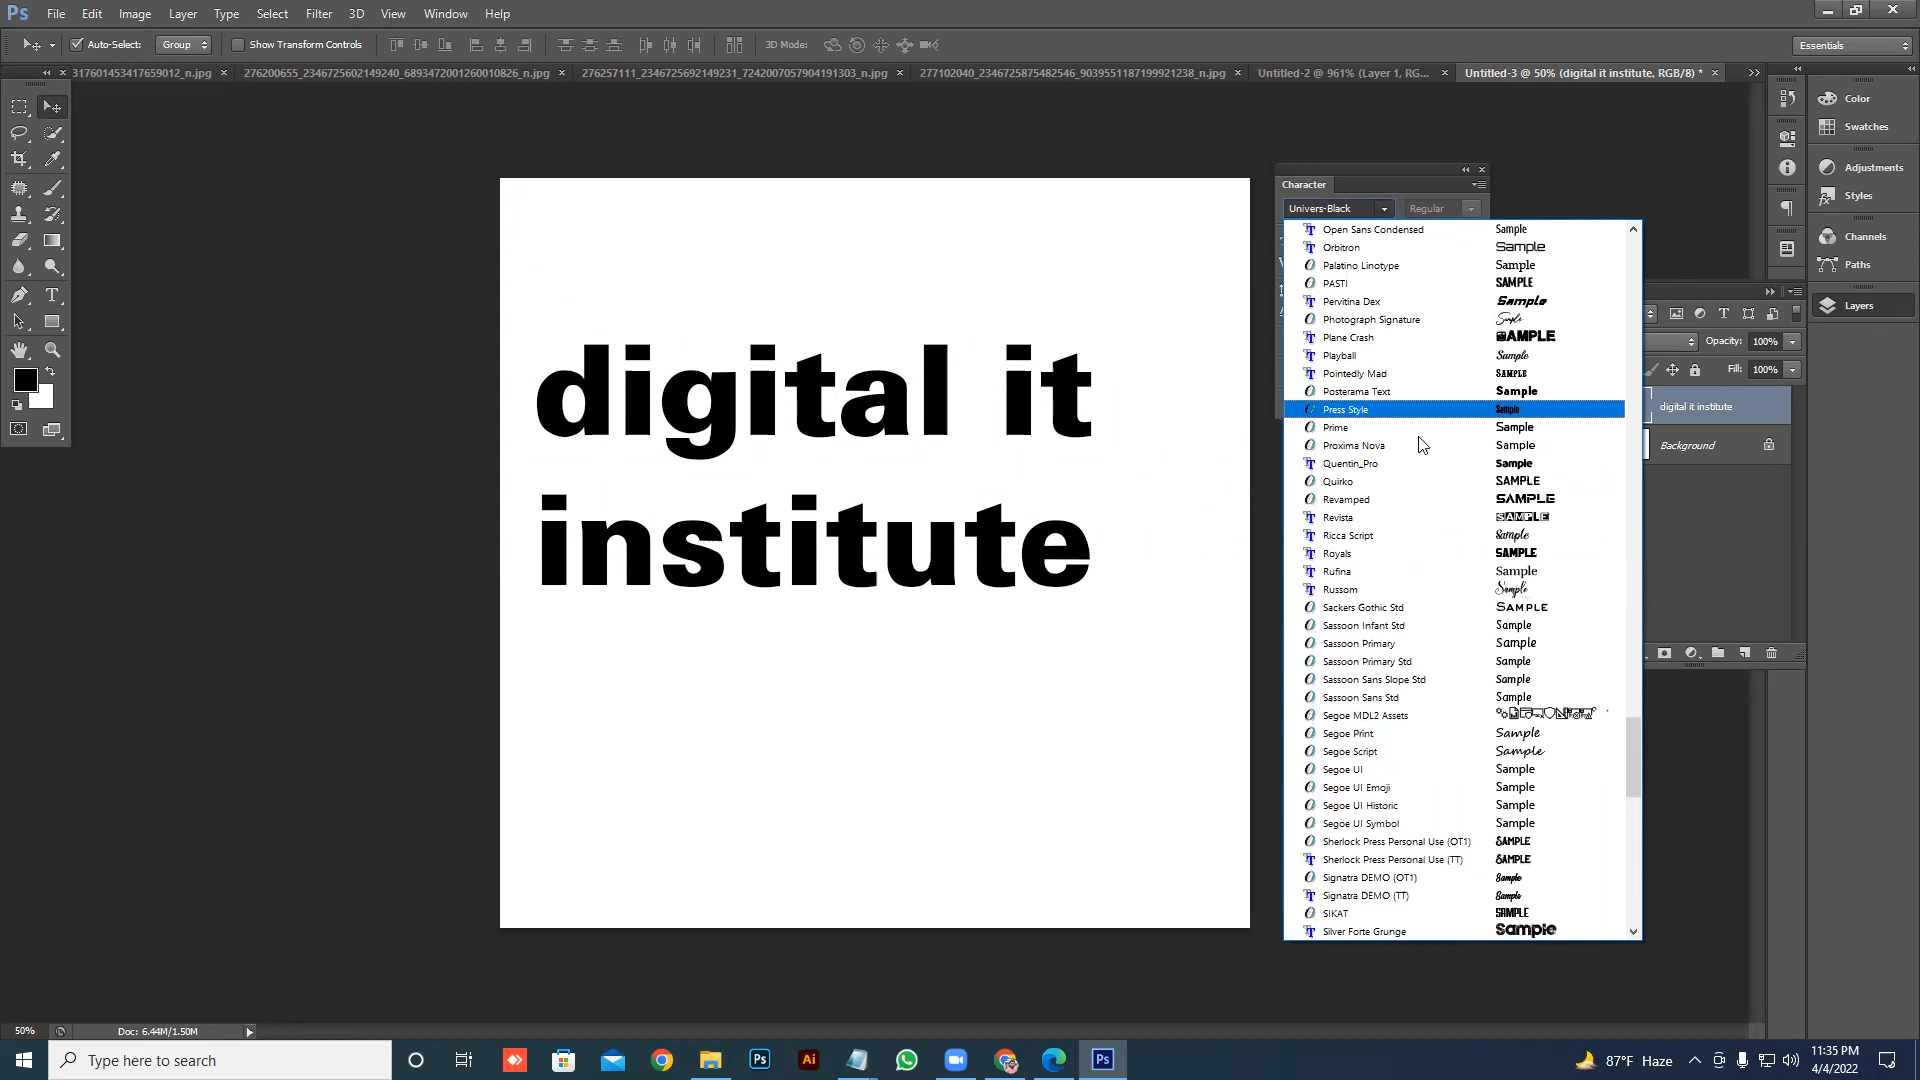 Ps File Edit Image Layer Type Select Filter 3D View Window Help
Auto-Select: Group Show Transform Controls 3D Mode: Essentials
317601453417659012_n.jpg 276200655_2346725602149240_6893472001260010826_n.jpg 276257111_2346725692149231_7242007057904191303_n.jpg 277102040_2346725875482546_9039551187199921238_n.jpg Untitled-2 @ 961% (Layer 1, RG... Untitled-3 @ 50% (digital it institute, RGB/8) *
Color
Swatches
Adjustments
Styles
Channels
Paths
Layers
Character
Univers-Black Regular
Open Sans Condensed Sample
Orbitron Sample
Palatino Linotype Sample
PASTI SAMPLE
Pervitina Dex Sample
Photograph Signature Sample
Plane Crash SAMPLE
Playball Sample
Pointedly Mad SAMPLE
Posterama Text Sample
Press Style Sample
Prime Sample
Proxima Nova Sample
Quentin_Pro Sample
Quirko SAMPLE
Revamped SAMPLE
Revista SAMPLE
Ricca Script Sample
Royals SAMPLE
Rufina Sample
Russom Sample
Sackers Gothic Std SAMPLE
Sassoon Infant Std Sample
Sassoon Primary Sample
Sassoon Primary Std Sample
Sassoon Sans Slope Std Sample
Sassoon Sans Std Sample
Segoe MDL2 Assets
Segoe Print Sample
Segoe Script Sample
Segoe UI Sample
Segoe UI Emoji Sample
Segoe UI Historic Sample
Segoe UI Symbol Sample
Sherlock Press Personal Use (OT1) SAMPLE
Sherlock Press Personal Use (TT) SAMPLE
Signatra DEMO (OT1) Sample
Signatra DEMO (TT) Sample
SIKAT SAMPLE
Silver Forte Grunge Sample
Opacity: 100%
Fill: 100%
digital it institute
Background
digital it
institute
50% Doc: 6.44M/1.50M
Type here to search Ps Ai Ps 87°F Haze 11:35 PM
4/4/2022